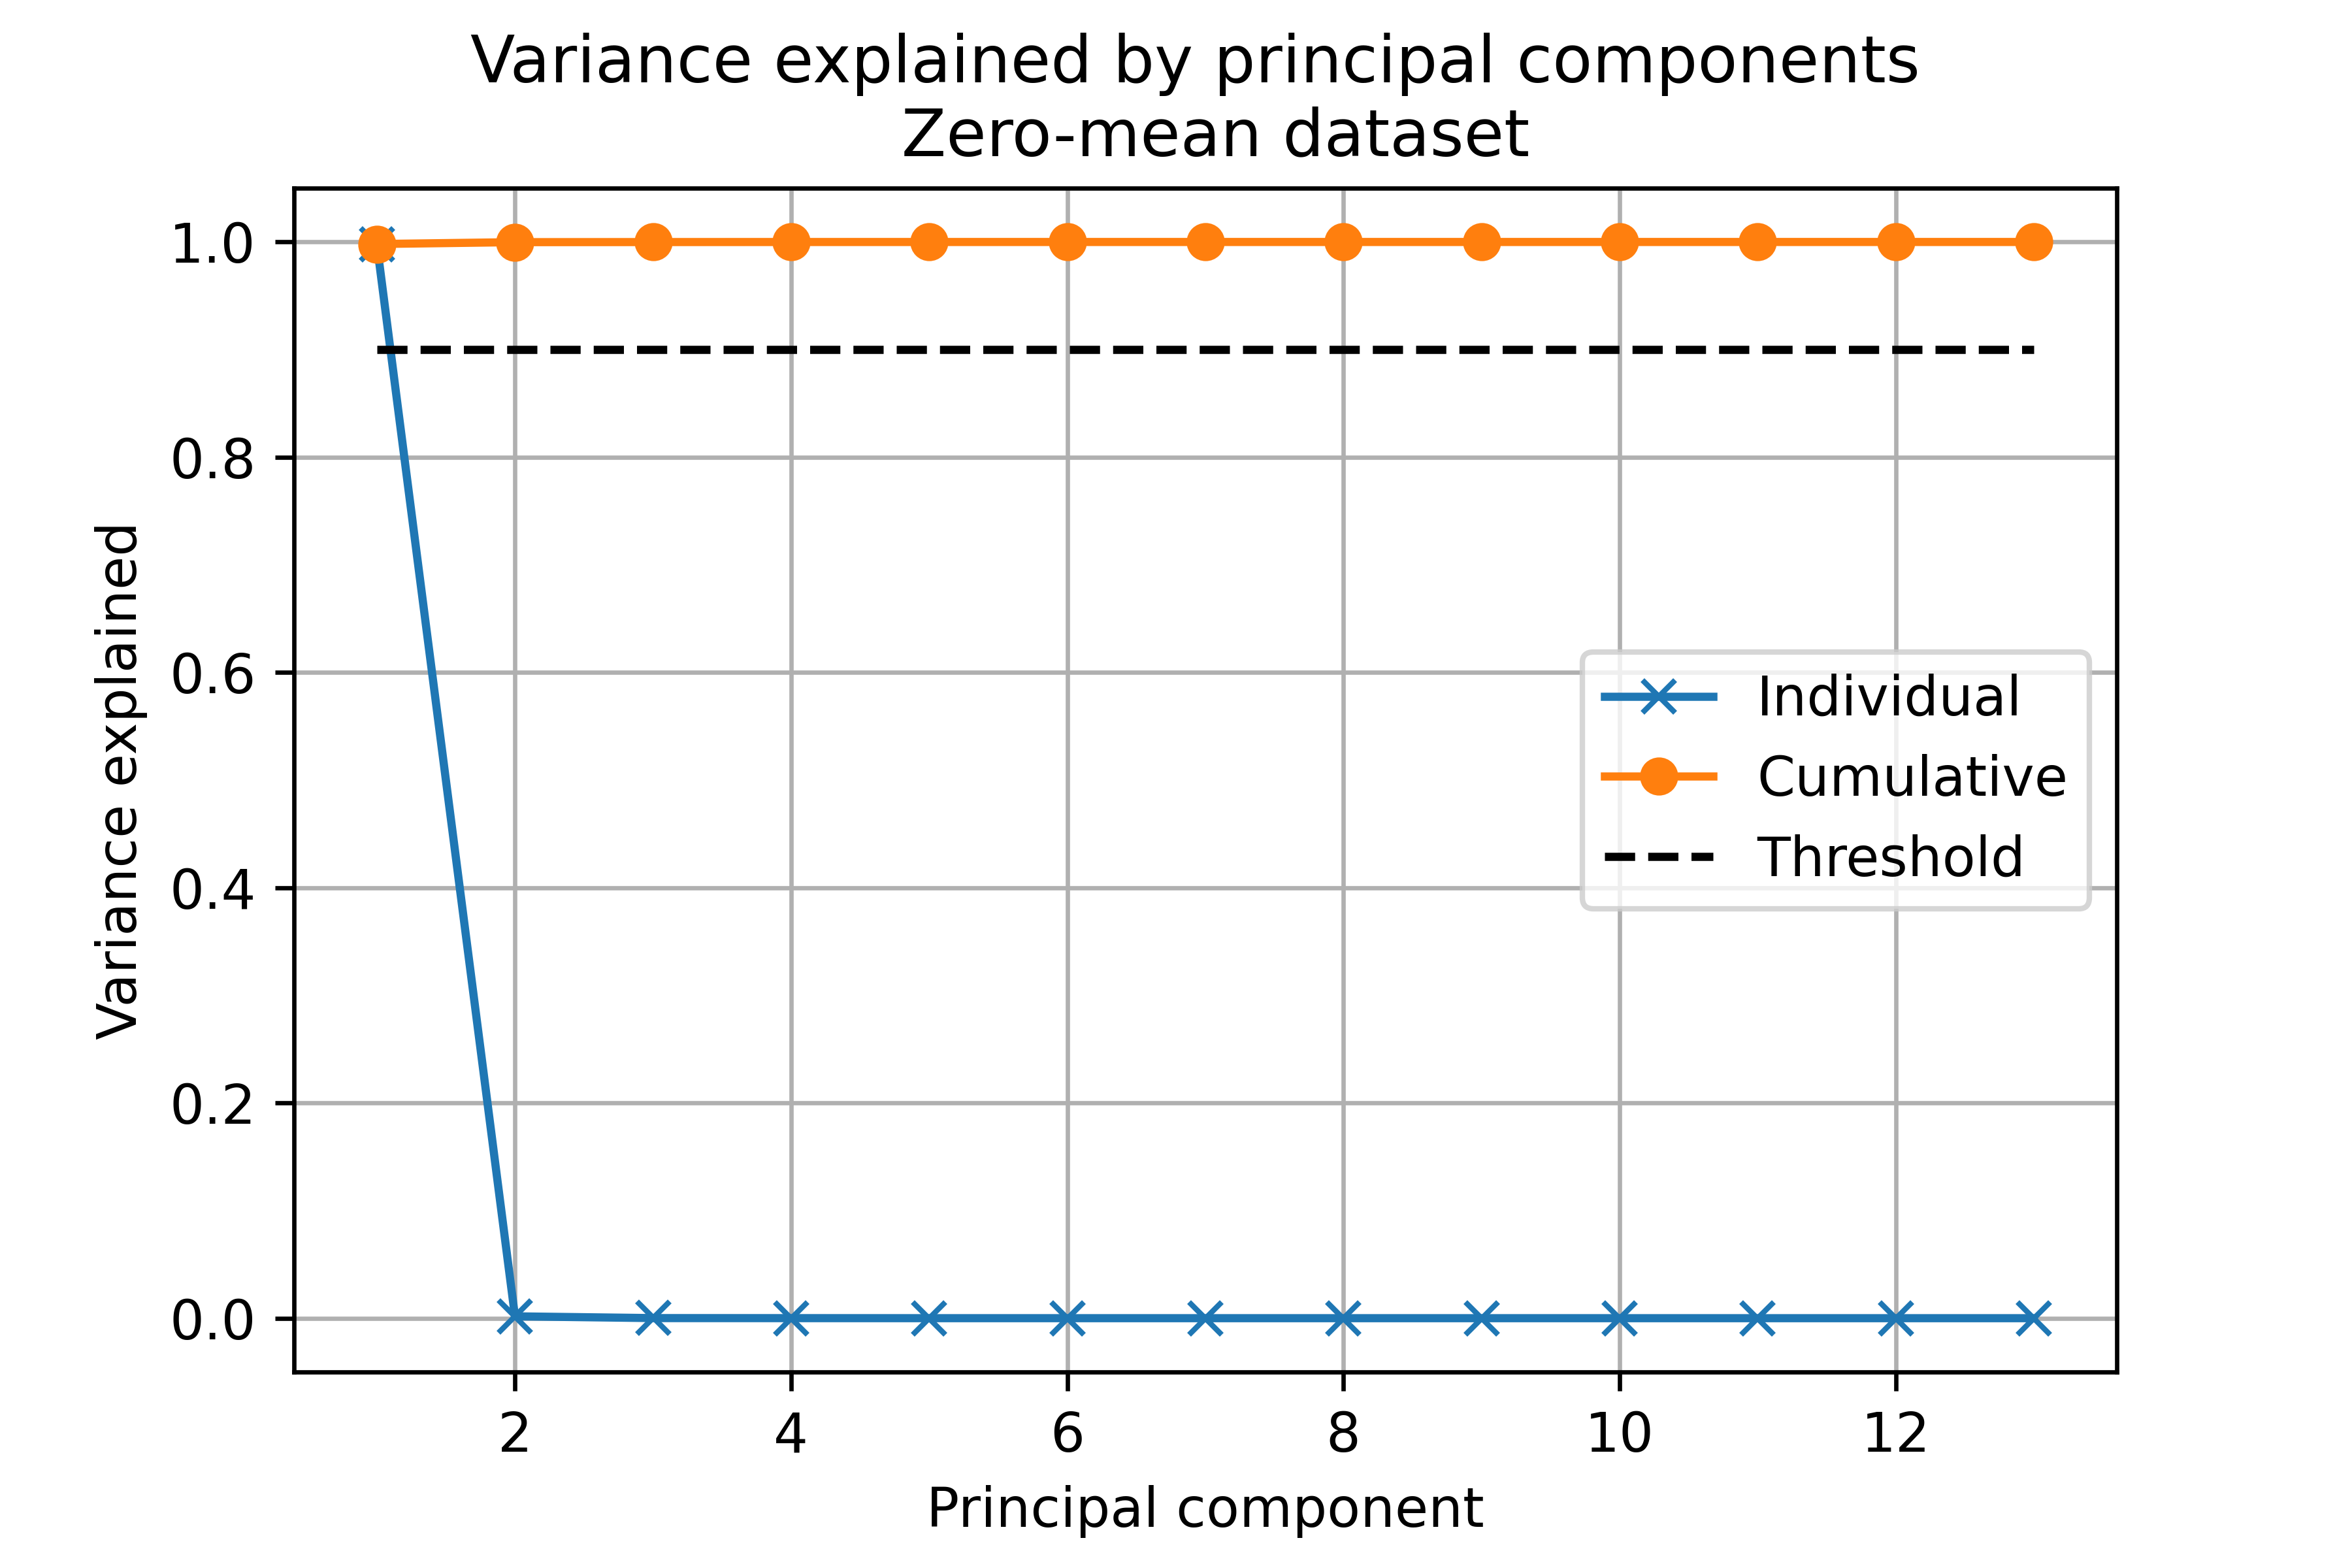 Variance explained by principal components
Zero-mean dataset
Variance explained
1.0
0.8
0.6
0.4
0.2
0.0
Individual
Cumulative
Threshold
2 4 6 8 10 12
Principal component